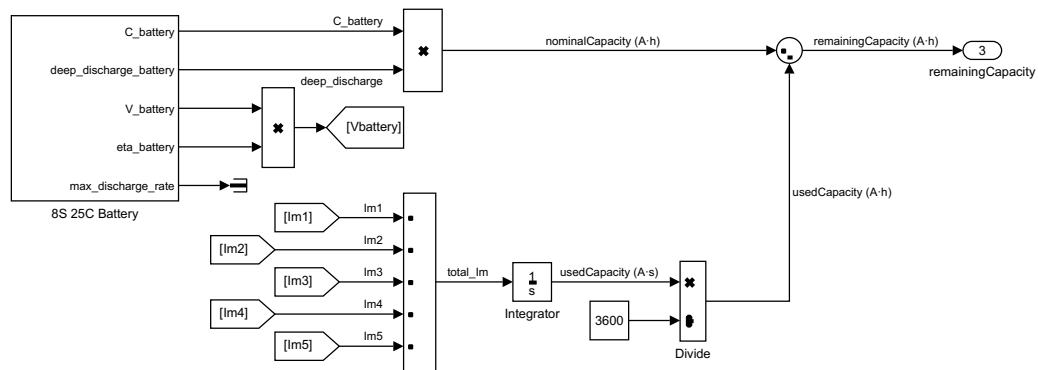 C_battery
C_battery
nominalCapacity (A·h)
remainingCapacity (A·h)
3
remainingCapacity
deep_discharge_battery
deep_discharge
V_battery
[Vbattery]
eta_battery
max_discharge_rate
8S 25C Battery
usedCapacity (A·h)
[Im1]
Im1
[Im2]
Im2
[Im3]
Im3
total_Im
1
s
Integrator
usedCapacity (A·s)
[Im4]
Im4
3600
[Im5]
Im5
Divide